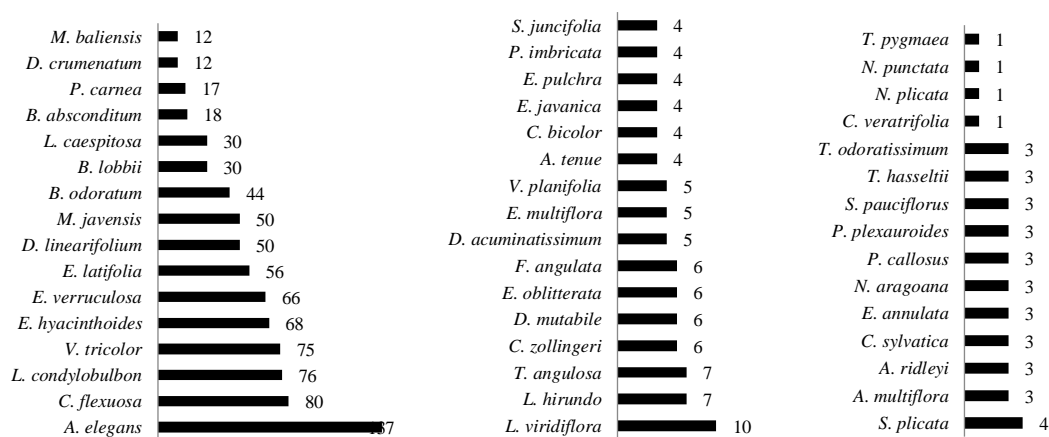 M. baliensis 12
D. crumenatum 12
P. carnea 17
B. absconditum 18
L. caespitosa 30
B. lobbii 30
B. odoratum 44
M. javensis 50
D. linearifolium 50
E. latifolia 56
E. verruculosa 66
E. hyacinthoides 68
V. tricolor 75
L. condylobulbon 76
C. flexuosa 80
A. elegans 137
S. juncifolia 4
P. imbricata 4
E. pulchra 4
E. javanica 4
C. bicolor 4
A. tenue 4
V. planifolia 5
E. multiflora 5
D. acuminatissimum 5
F. angulata 6
E. oblitterata 6
D. mutabile 6
C. zollingeri 6
T. angulosa 7
L. hirundo 7
L. viridiflora 10
T. pygmaea 1
N. punctata 1
N. plicata 1
C. veratrifolia 1
T. odoratissimum 3
T. hasseltii 3
S. pauciflorus 3
P. plexauroides 3
P. callosus 3
N. aragoana 3
E. annulata 3
C. sylvatica 3
A. ridleyi 3
A. multiflora 3
S. plicata 4